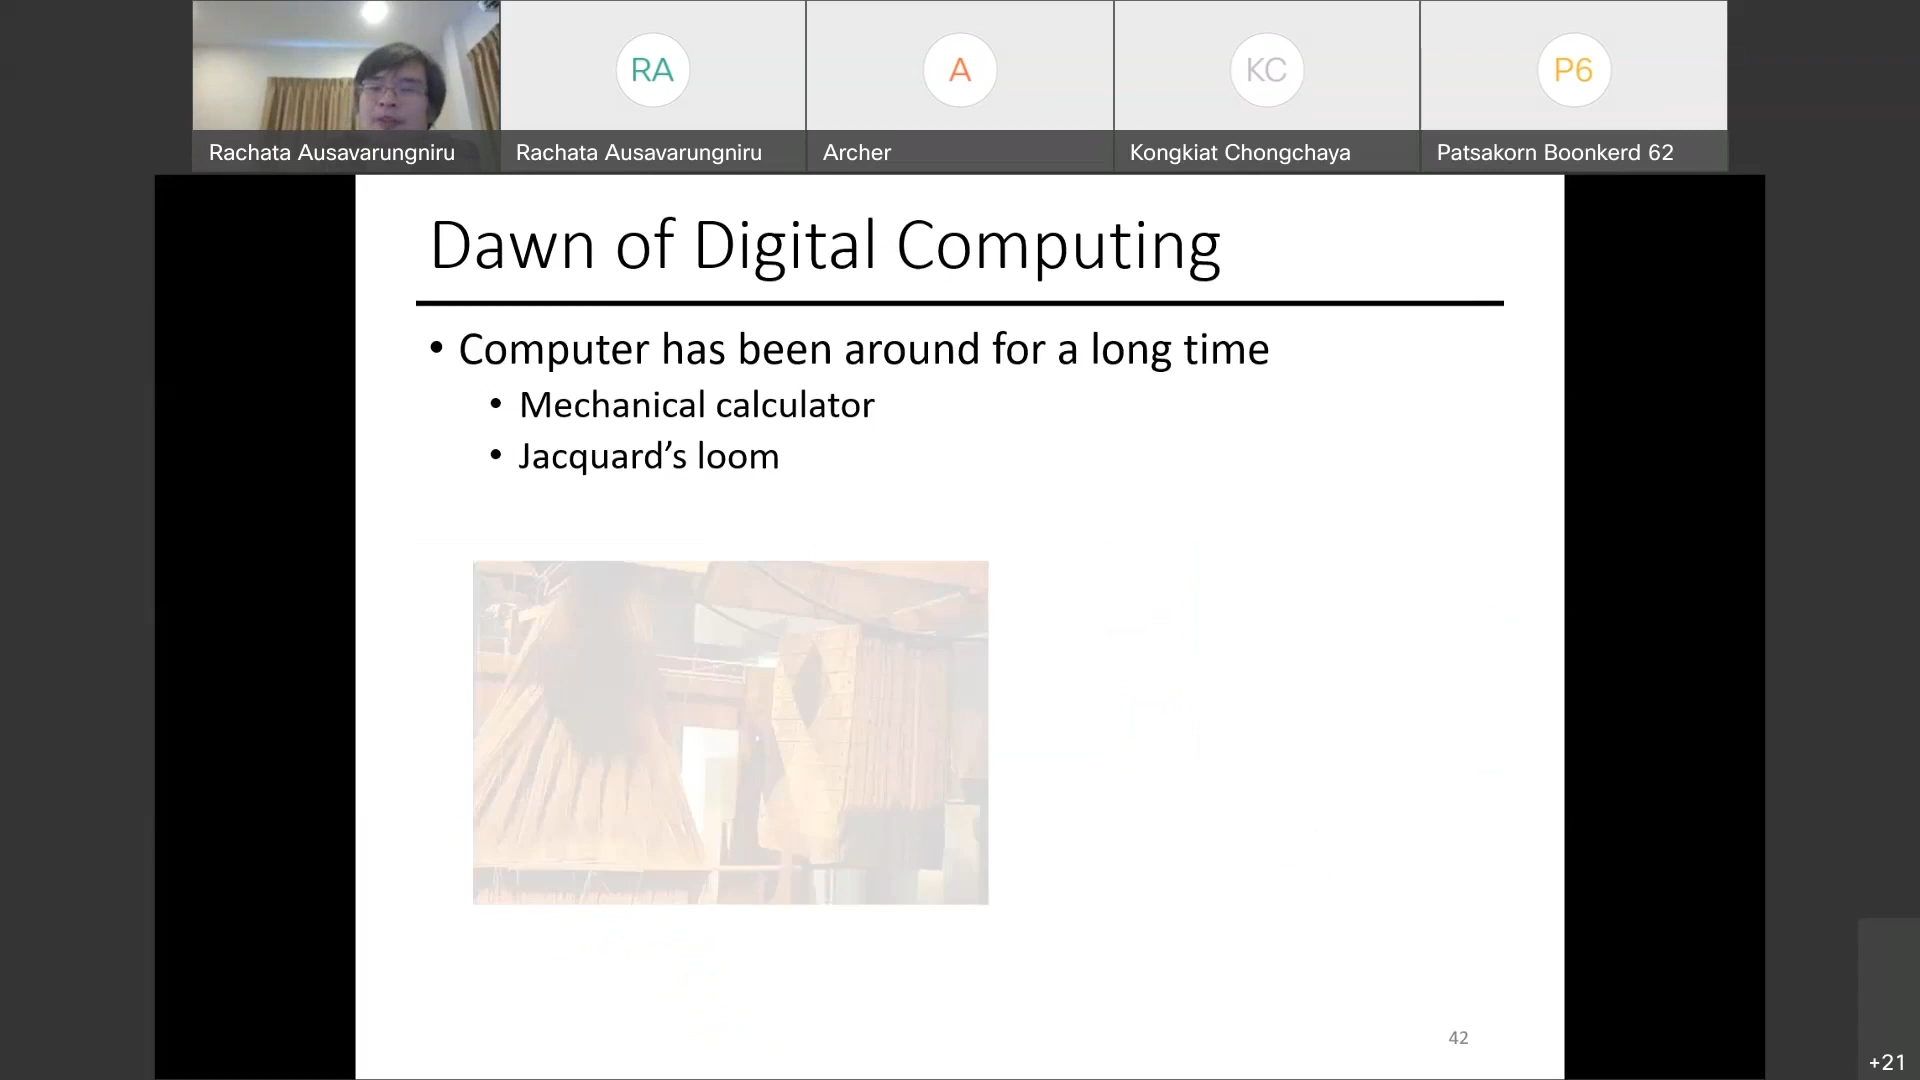 RA
A
KC
P6
Rachata Ausavarungniru
Rachata Ausavarungniru
Archer
Kongkiat Chongchaya
Patsakorn Boonkerd 62
Dawn of Digital Computing
• Computer has been around for a long time
• Mechanical calculator
• Jacquard’s loom
42
+21